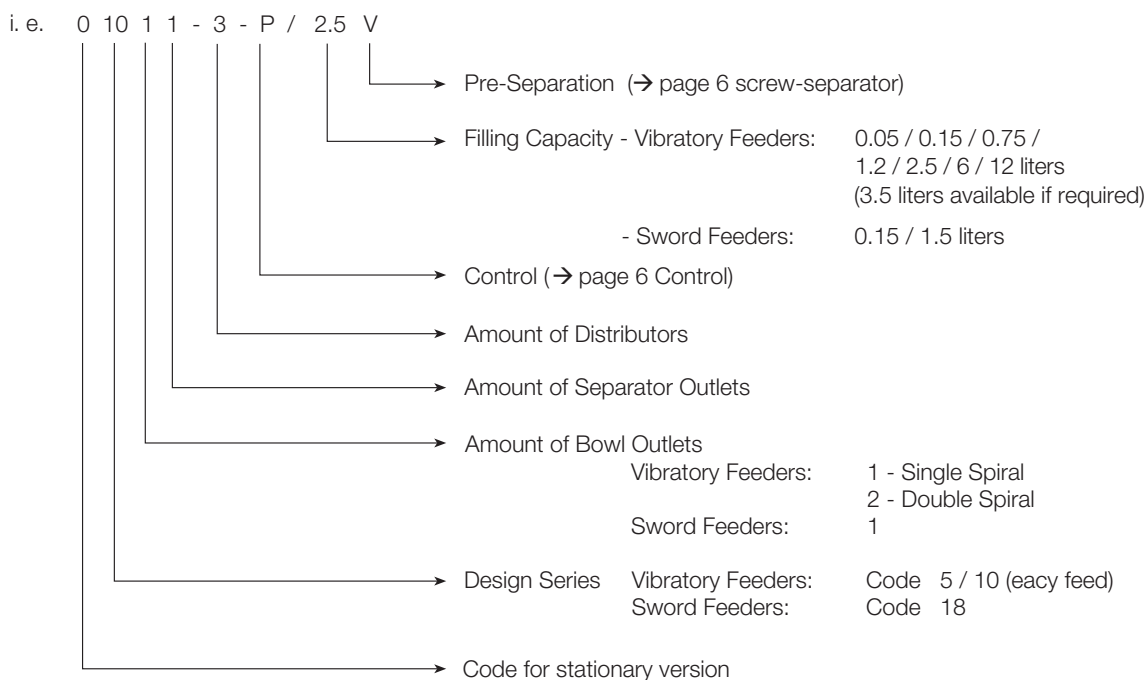 i. e. 0 10 1 1 - 3 - P / 2.5 V
Pre-Separation (→ page 6 screw-separator)
Filling Capacity - Vibratory Feeders: 0.05 / 0.15 / 0.75 /
1.2 / 2.5 / 6 / 12 liters
(3.5 liters available if required)
- Sword Feeders: 0.15 / 1.5 liters
Control (→ page 6 Control)
Amount of Distributors
Amount of Separator Outlets
Amount of Bowl Outlets
Vibratory Feeders: 1 - Single Spiral
2 - Double Spiral
Sword Feeders: 1
Design Series Vibratory Feeders: Code 5 / 10 (eacy feed)
Sword Feeders: Code 18
Code for stationary version